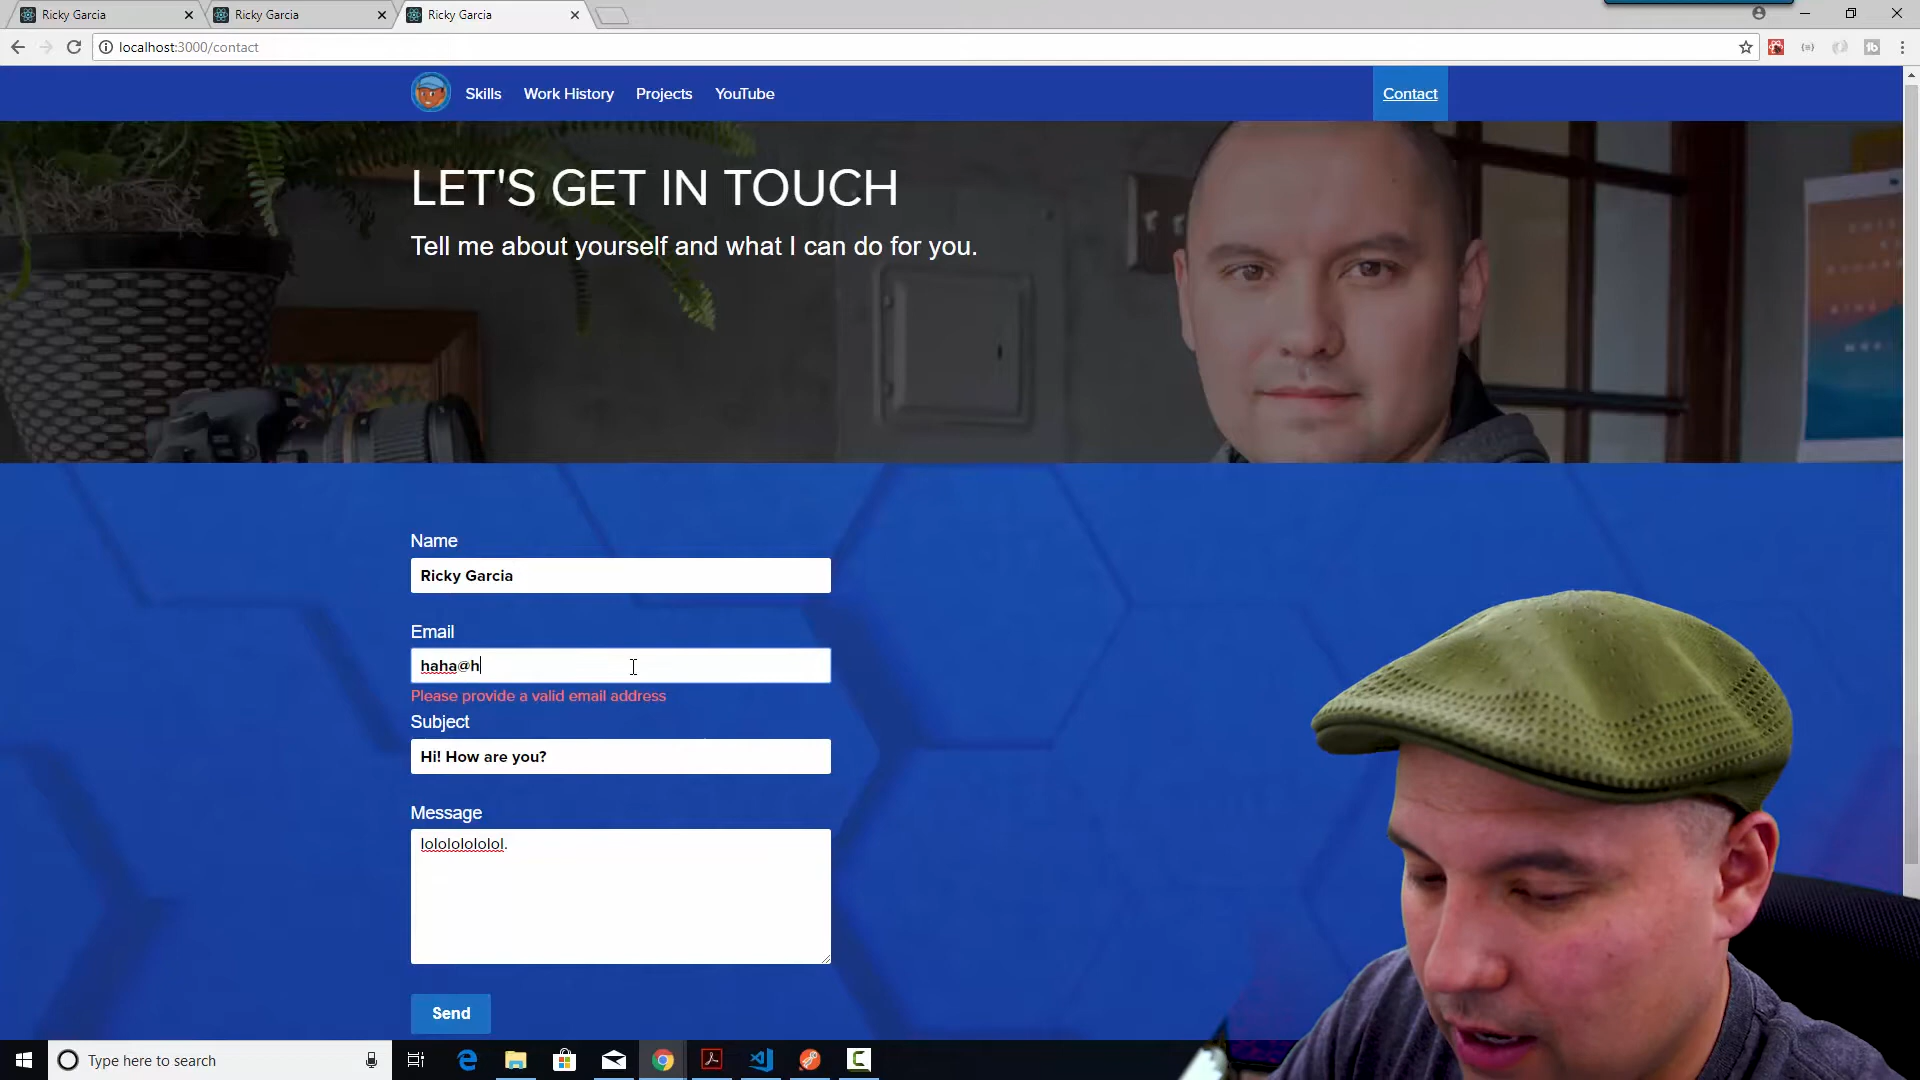 Ricky Garcia
Ricky Garcia
Ricky Garcia
localhost:3000/contact
Skills
Work History
Projects
YouTube
Contact
LET'S GET IN TOUCH
Tell me about yourself and what I can do for you.
Name
Ricky Garcia
Email
haha@h
Please provide a valid email address
Subject
Hi! How are you?
Message
lolololololol.
Send
Type here to search